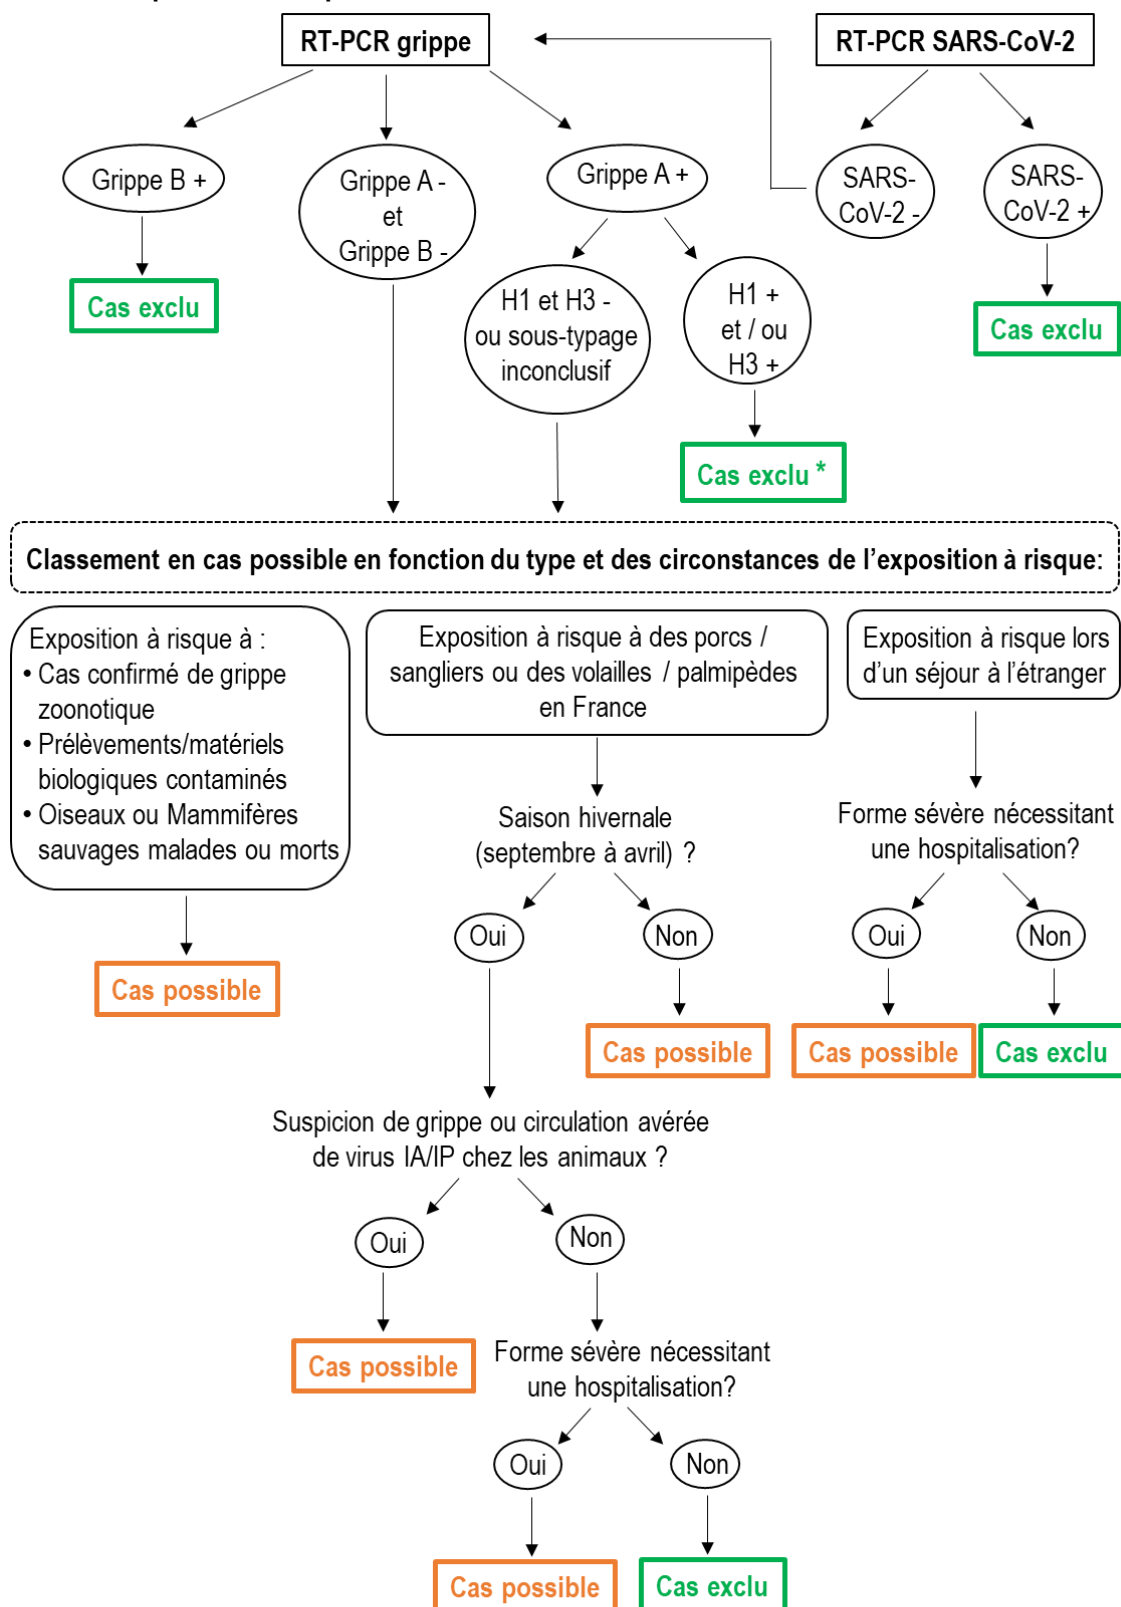 RT-PCR grippe
RT-PCR SARS-CoV-2
Grippe B +
Grippe A -
et
Grippe B -
Grippe A +
SARS-
CoV-2 -
SARS-
CoV-2 +
Cas exclu
H1 et H3 -
ou sous-typage
inconclusif
H1 +
et / ou
H3 +
Cas exclu
Cas exclu *
Classement en cas possible en fonction du type et des circonstances de l’exposition à risque:
Exposition à risque à :
• Cas confirmé de grippe
zoonotique
• Prélèvements/matériels
biologiques contaminés
• Oiseaux ou Mammifères
sauvages malades ou morts
Exposition à risque à des porcs /
sangliers ou des volailles / palmipèdes
en France
Exposition à risque lors
d’un séjour à l’étranger
Saison hivernale
(septembre à avril) ?
Forme sévère nécessitant
une hospitalisation?
Oui
Non
Oui
Non
Cas possible
Cas possible
Cas possible
Cas exclu
Suspicion de grippe ou circulation avérée
de virus IA/IP chez les animaux ?
Oui
Non
Cas possible
Forme sévère nécessitant
une hospitalisation?
Oui
Non
Cas possible
Cas exclu